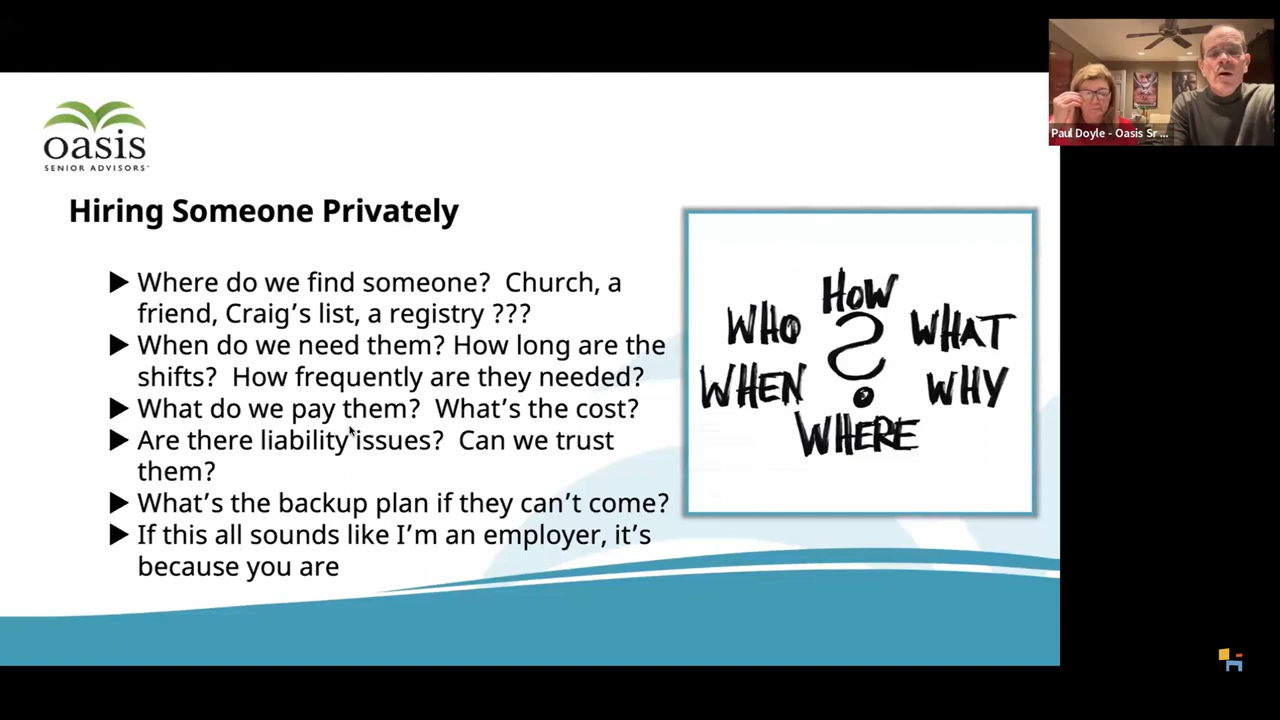 Paul Doyle - Oasis Sr ...
oasis
SENIOR ADVISORS
Hiring Someone Privately
▶ Where do we find someone?  Church, a
friend, Craig’s list, a registry ???
▶ When do we need them? How long are the
shifts?  How frequently are they needed?
▶ What do we pay them?  What’s the cost?
▶ Are there liability issues?  Can we trust
them?
▶ What’s the backup plan if they can’t come?
▶ If this all sounds like I’m an employer, it’s
because you are
HOW
WHO
WHAT
?
WHEN
WHY
WHERE